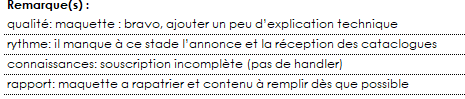 Remarque(s) :
qualité: maquette : bravo, ajouter un peu d'explication technique
rythme: il manque à ce stade l'annonce et la réception des cataclogues
connaissances: souscription incomplète (pas de handler)
rapport: maquette a rapatrier et contenu à remplir dès que possible